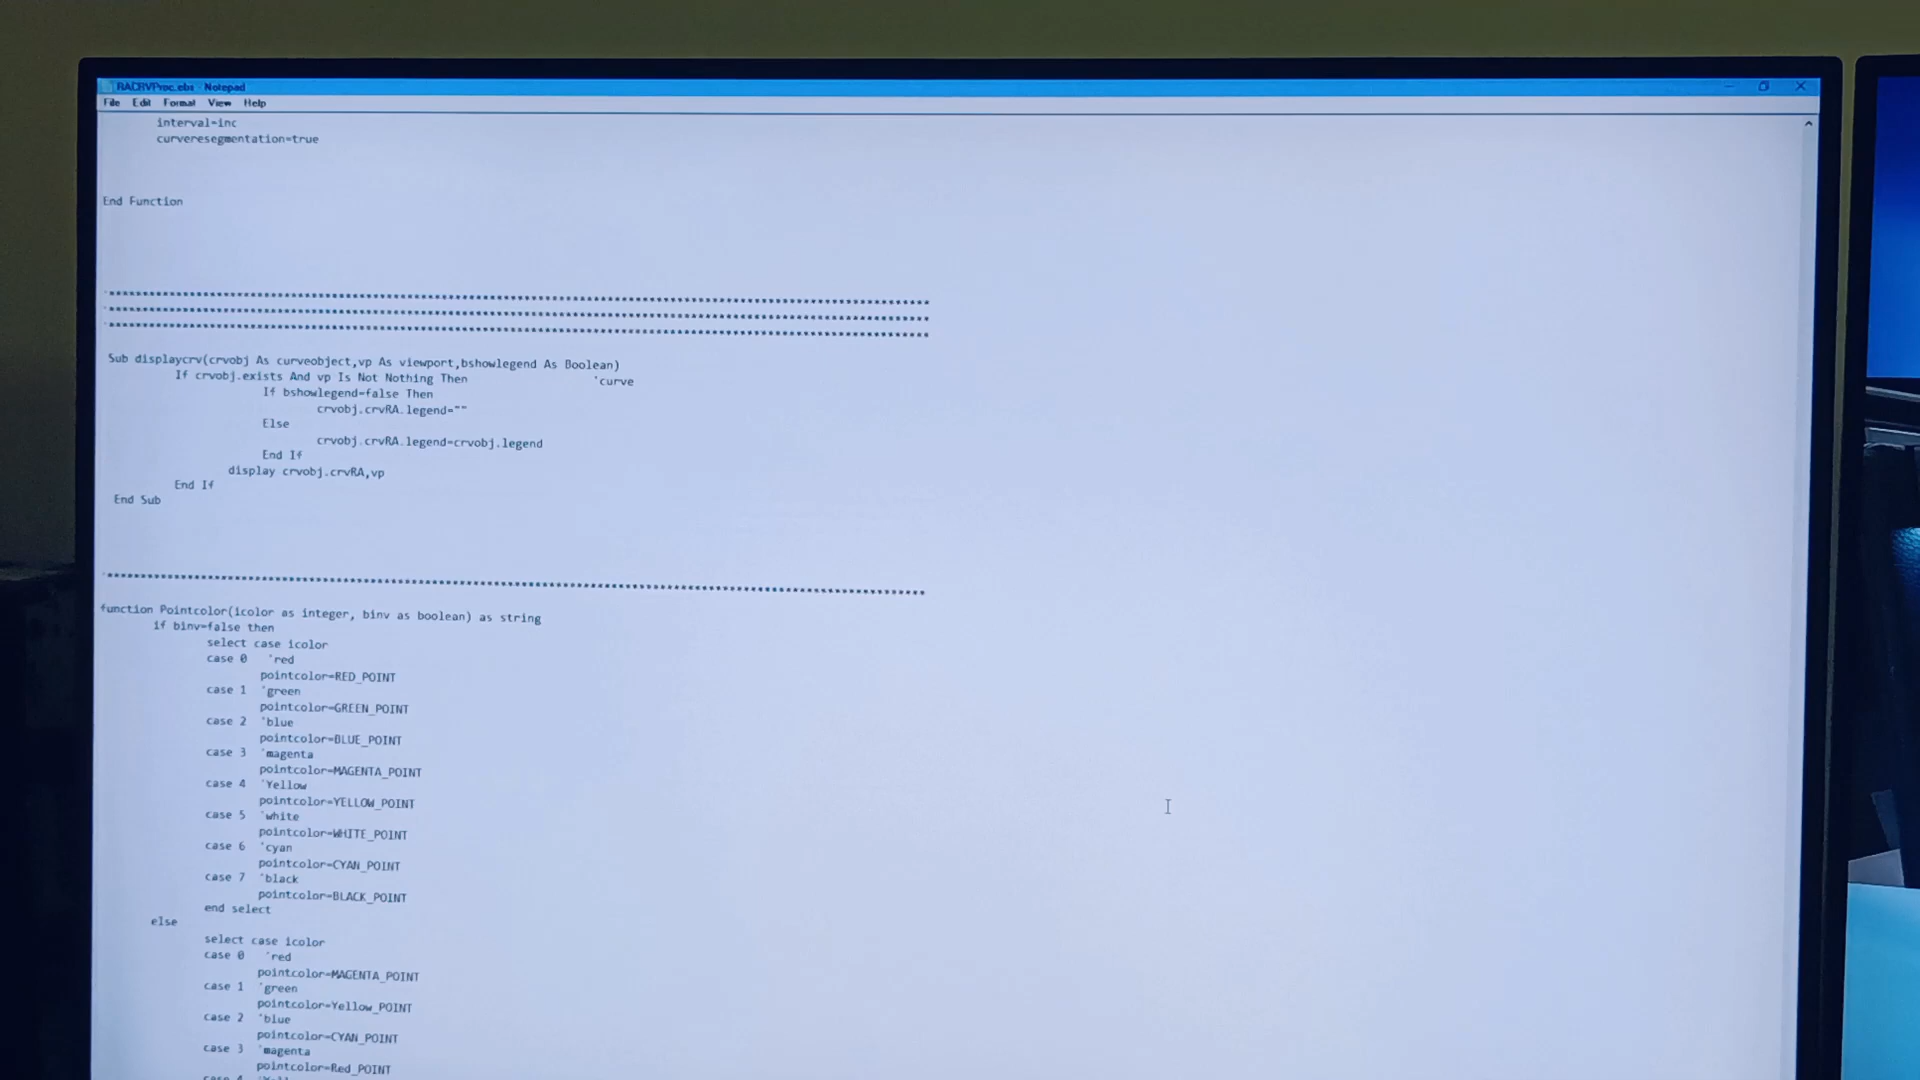 RACRVProc.ebs - Notepad
File Edit Format View Help
interval=inc
curveresegmentation=true
End Function
Sub displaycrv(crvobj As curveobject,vp As viewport,bshowlegend As Boolean)
If crvobj.exists And vp Is Not Nothing Then 'curve
If bshowlegend=false Then
crvobj.crvRA.legend=""
Else
crvobj.crvRA.legend=crvobj.legend
End If
display crvobj.crvRA,vp
End If
End Sub
function Pointcolor(icolor as integer, binv as boolean) as string
if binv=false then
select case icolor
case 0 'red
pointcolor=RED_POINT
case 1 'green
pointcolor=GREEN_POINT
case 2 'blue
pointcolor=BLUE_POINT
case 3 'magenta
pointcolor=MAGENTA_POINT
case 4 'Yellow
pointcolor=YELLOW_POINT
case 5 'white
pointcolor=WHITE_POINT
case 6 'cyan
pointcolor=CYAN_POINT
case 7 'black
pointcolor=BLACK_POINT
end select
else
select case icolor
case 0 'red
pointcolor=MAGENTA_POINT
case 1 'green
pointcolor=Yellow_POINT
case 2 'blue
pointcolor=CYAN_POINT
case 3 'magenta
pointcolor=Red_POINT